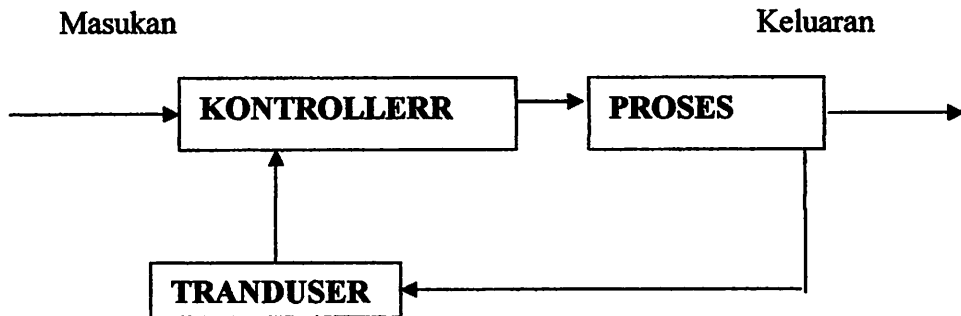 Masukan
Keluaran
KONTROLLERR
PROSES
TRANDUSER